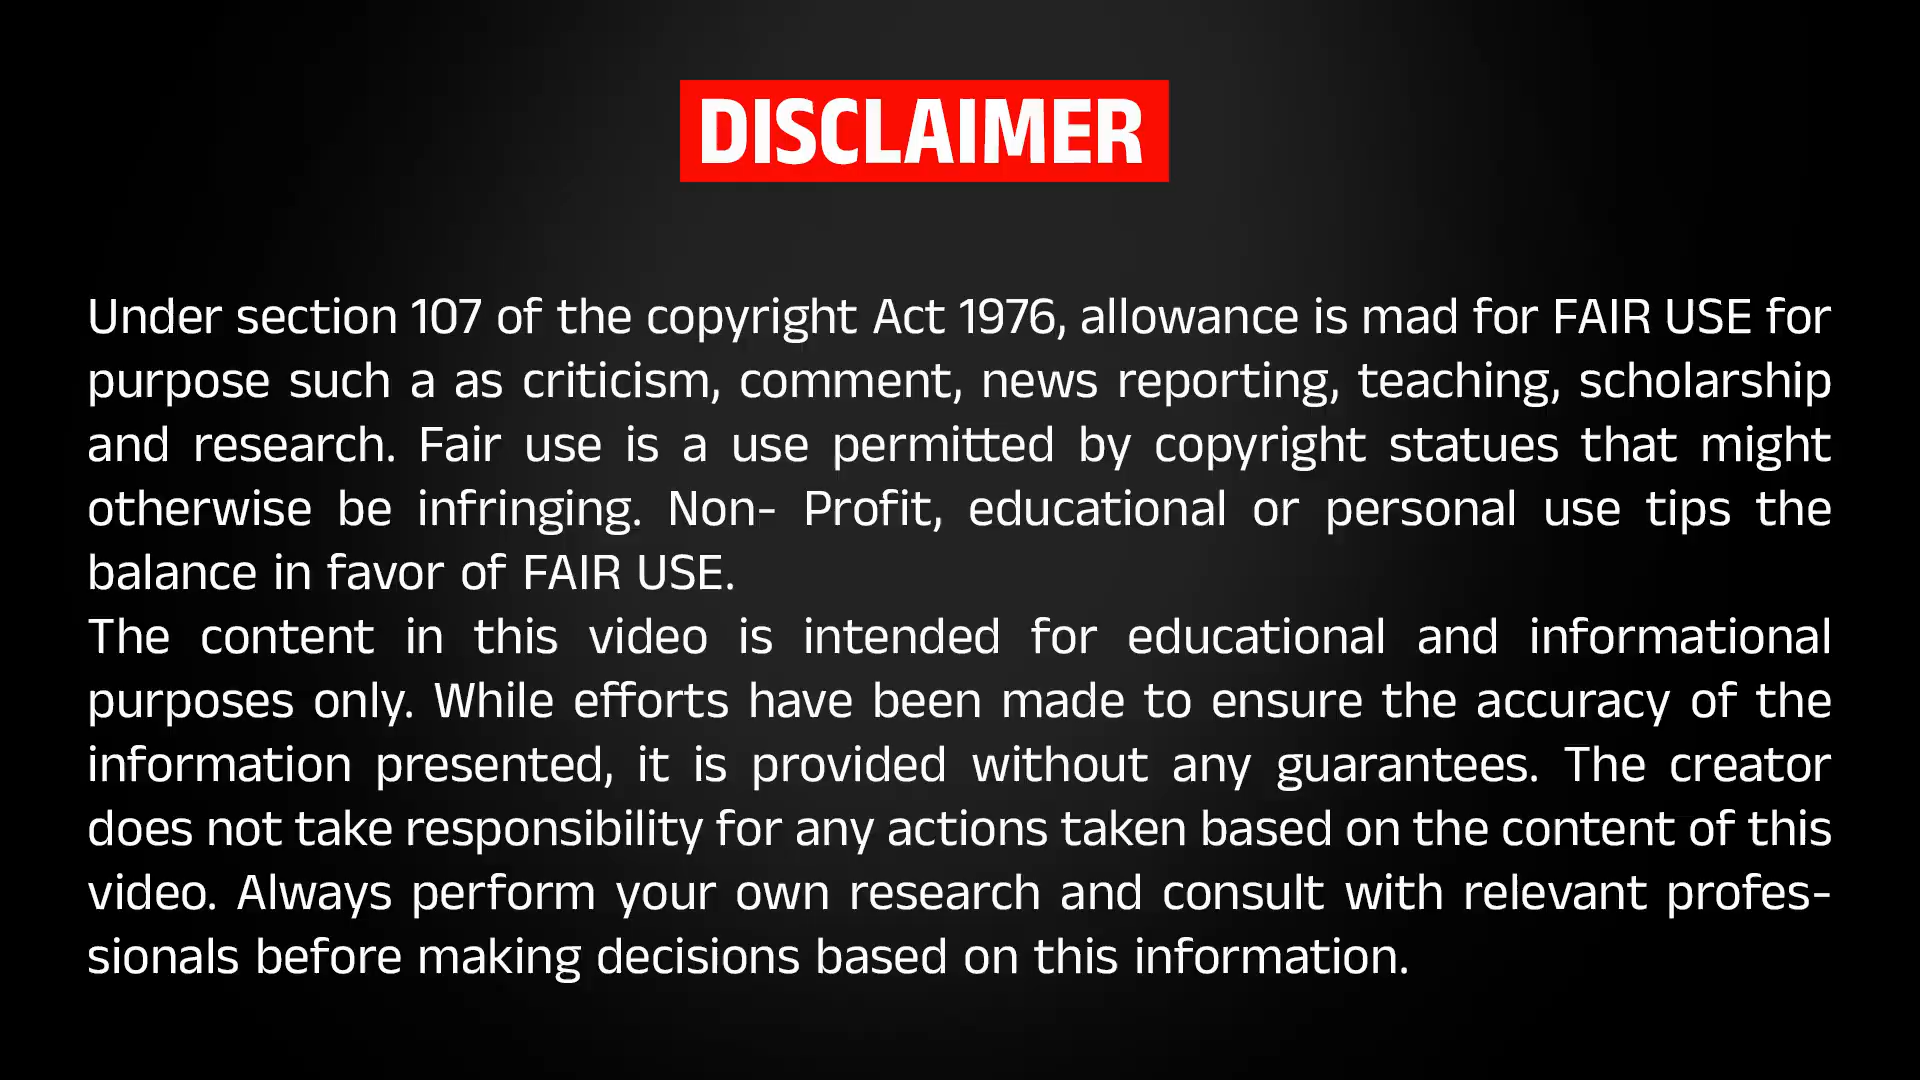 DISCLAIMER
Under section 107 of the copyright Act 1976, allowance is mad for FAIR USE for
purpose such a as criticism, comment, news reporting, teaching, scholarship
and research. Fair use is a use permitted by copyright statues that might
otherwise be infringing. Non- Profit, educational or personal use tips the
balance in favor of FAIR USE.
The content in this video is intended for educational and informational
purposes only. While efforts have been made to ensure the accuracy of the
information presented, it is provided without any guarantees. The creator
does not take responsibility for any actions taken based on the content of this
video. Always perform your own research and consult with relevant profes-
sionals before making decisions based on this information.